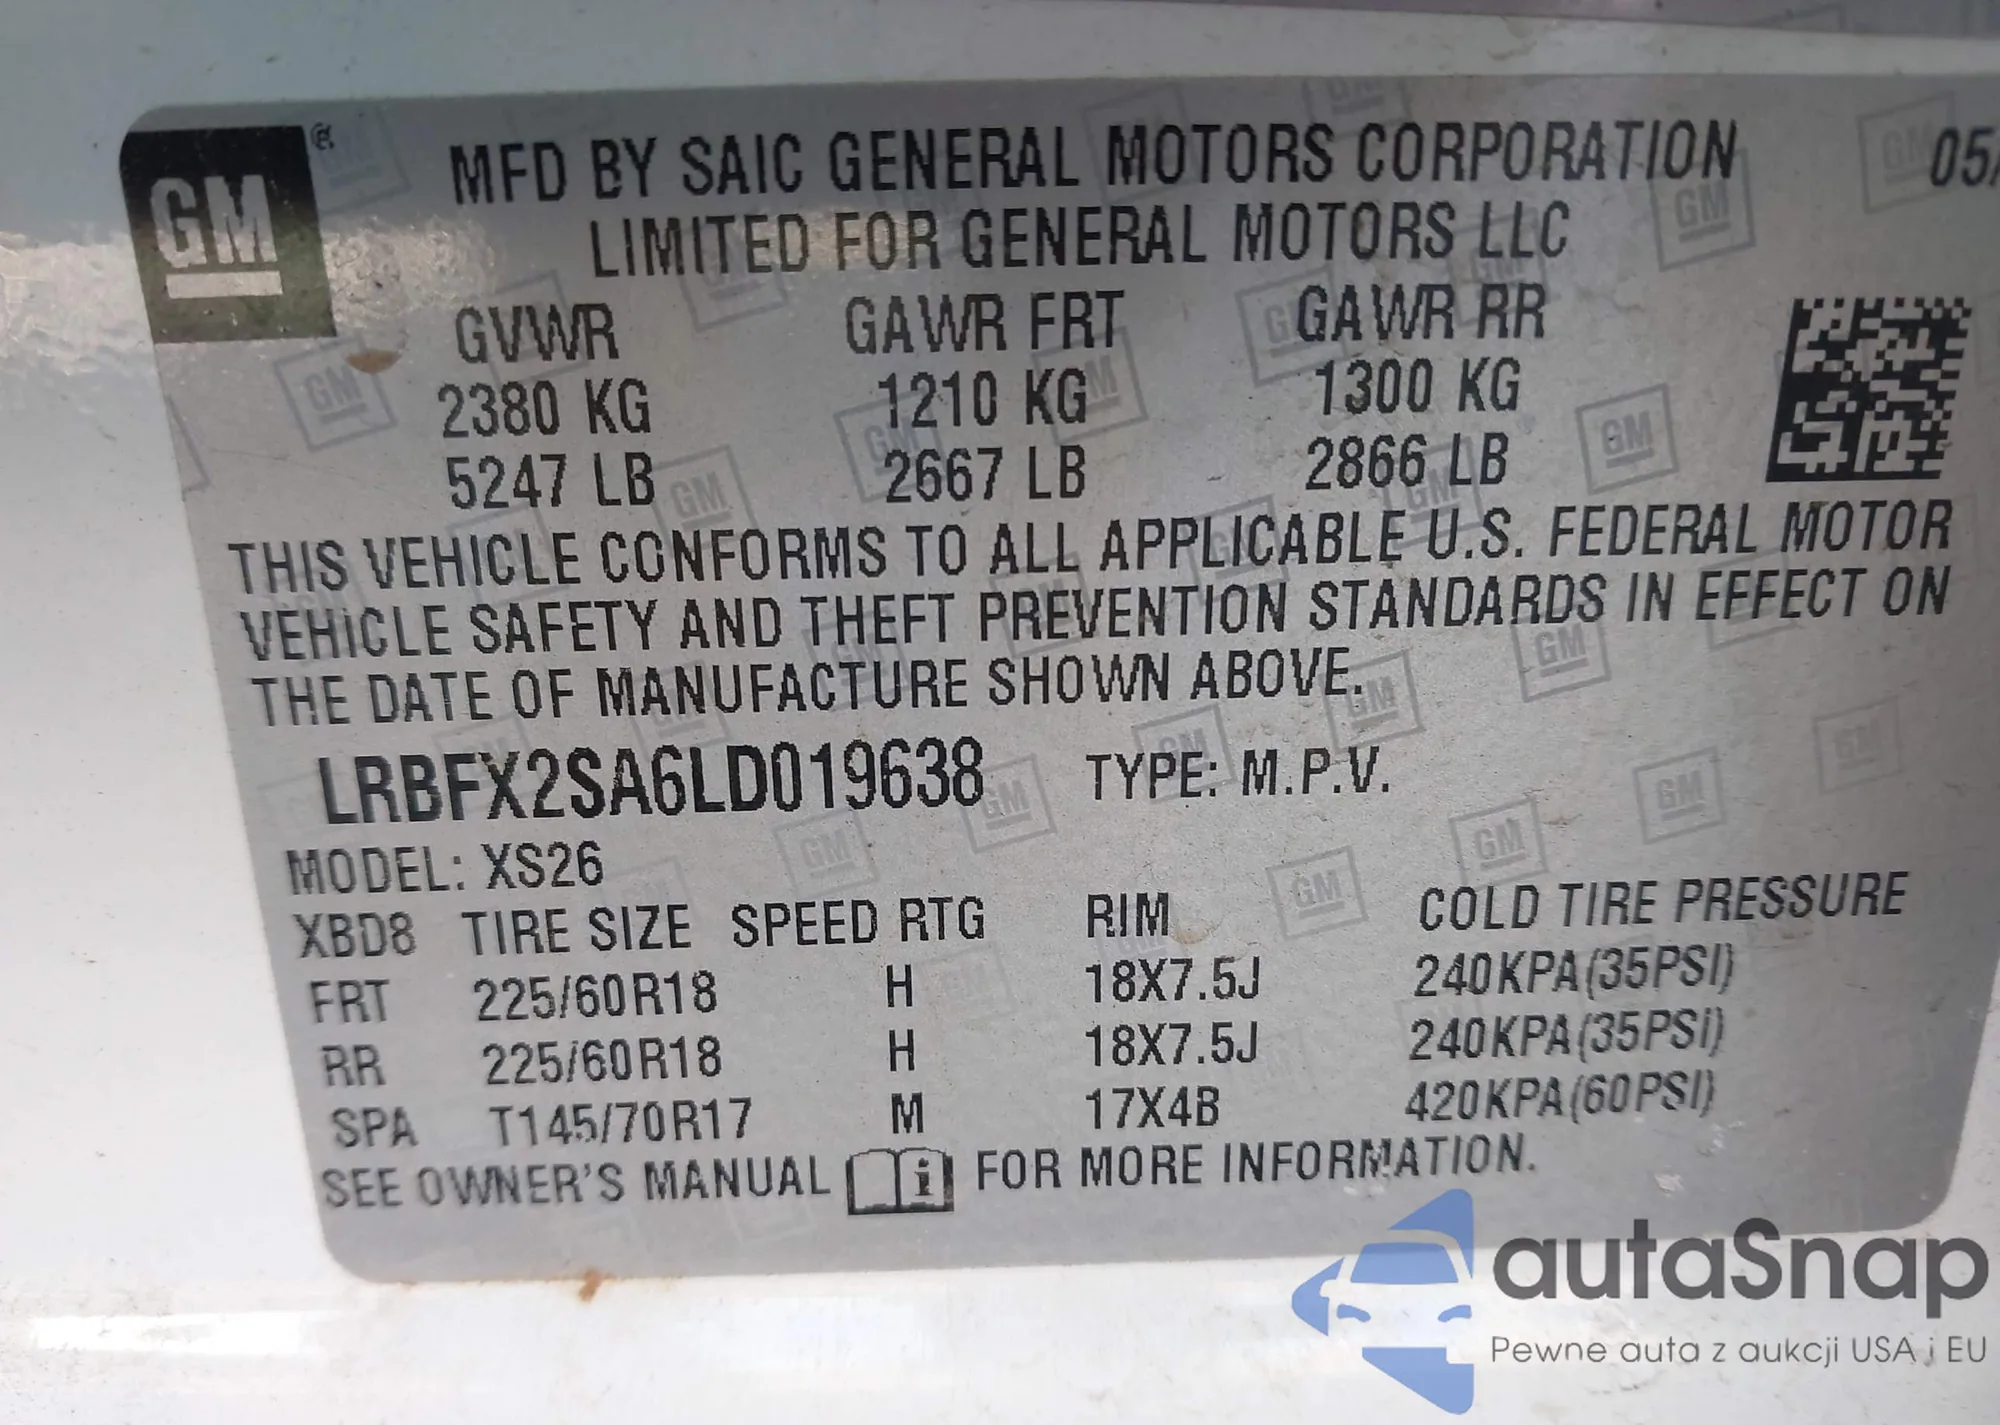 GM ® MFD BY SAIC GENERAL MOTORS CORPORATION 05/
LIMITED FOR GENERAL MOTORS LLC
GVWR GAWR FRT GAWR RR
2380 KG 1210 KG 1300 KG
5247 LB 2667 LB 2866 LB
THIS VEHICLE CONFORMS TO ALL APPLICABLE U.S. FEDERAL MOTOR
VEHICLE SAFETY AND THEFT PREVENTION STANDARDS IN EFFECT ON
THE DATE OF MANUFACTURE SHOWN ABOVE.
LRBFX2SA6LD019638 TYPE: M.P.V.
MODEL: XS26
XBD8 TIRE SIZE SPEED RTG RIM COLD TIRE PRESSURE
FRT 225/60R18 H 18X7.5J 240KPA(35PSI)
RR 225/60R18 H 18X7.5J 240KPA(35PSI)
SPA T145/70R17 M 17X4B 420KPA(60PSI)
SEE OWNER'S MANUAL i FOR MORE INFORMATION.
autaSnap
Pewne auta z aukcji USA i EU